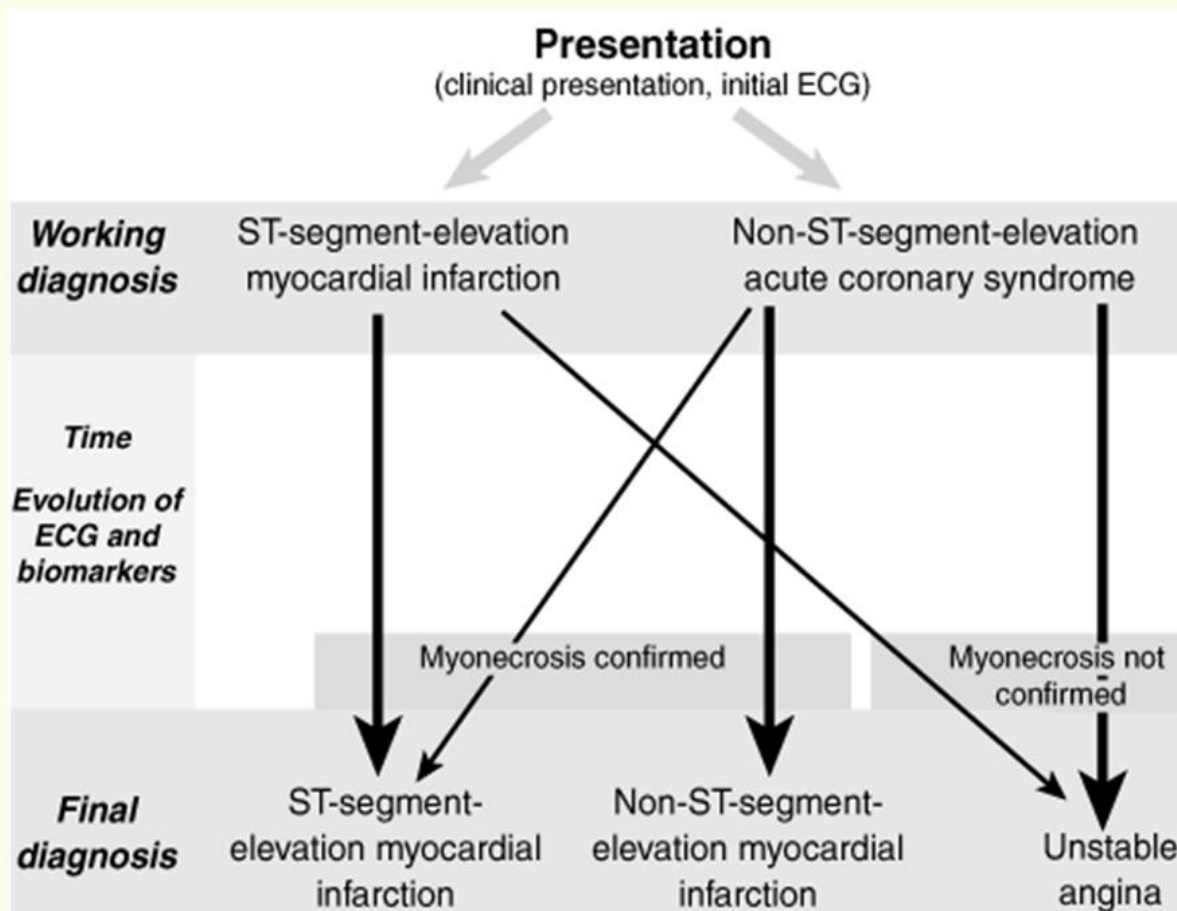 Presentation
(clinical presentation, initial ECG)
Working
diagnosis
ST-segment-elevation
myocardial infarction
Non-ST-segment-elevation
acute coronary syndrome
Time
Evolution of
ECG and
biomarkers
Myonecrosis confirmed
Myonecrosis not
confirmed
Final
diagnosis
ST-segment-
elevation myocardial
infarction
Non-ST-segment-
elevation myocardial
infarction
Unstable
angina